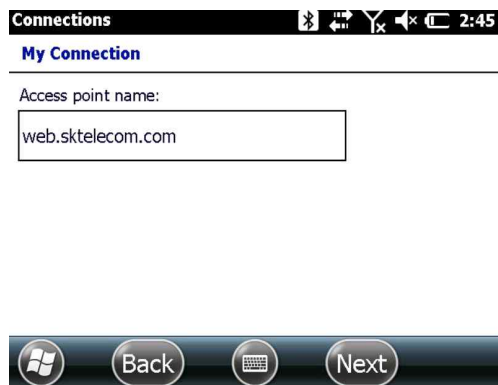 Connections 2:45
My Connection
Access point name:
web.sktelecom.com
Back Next